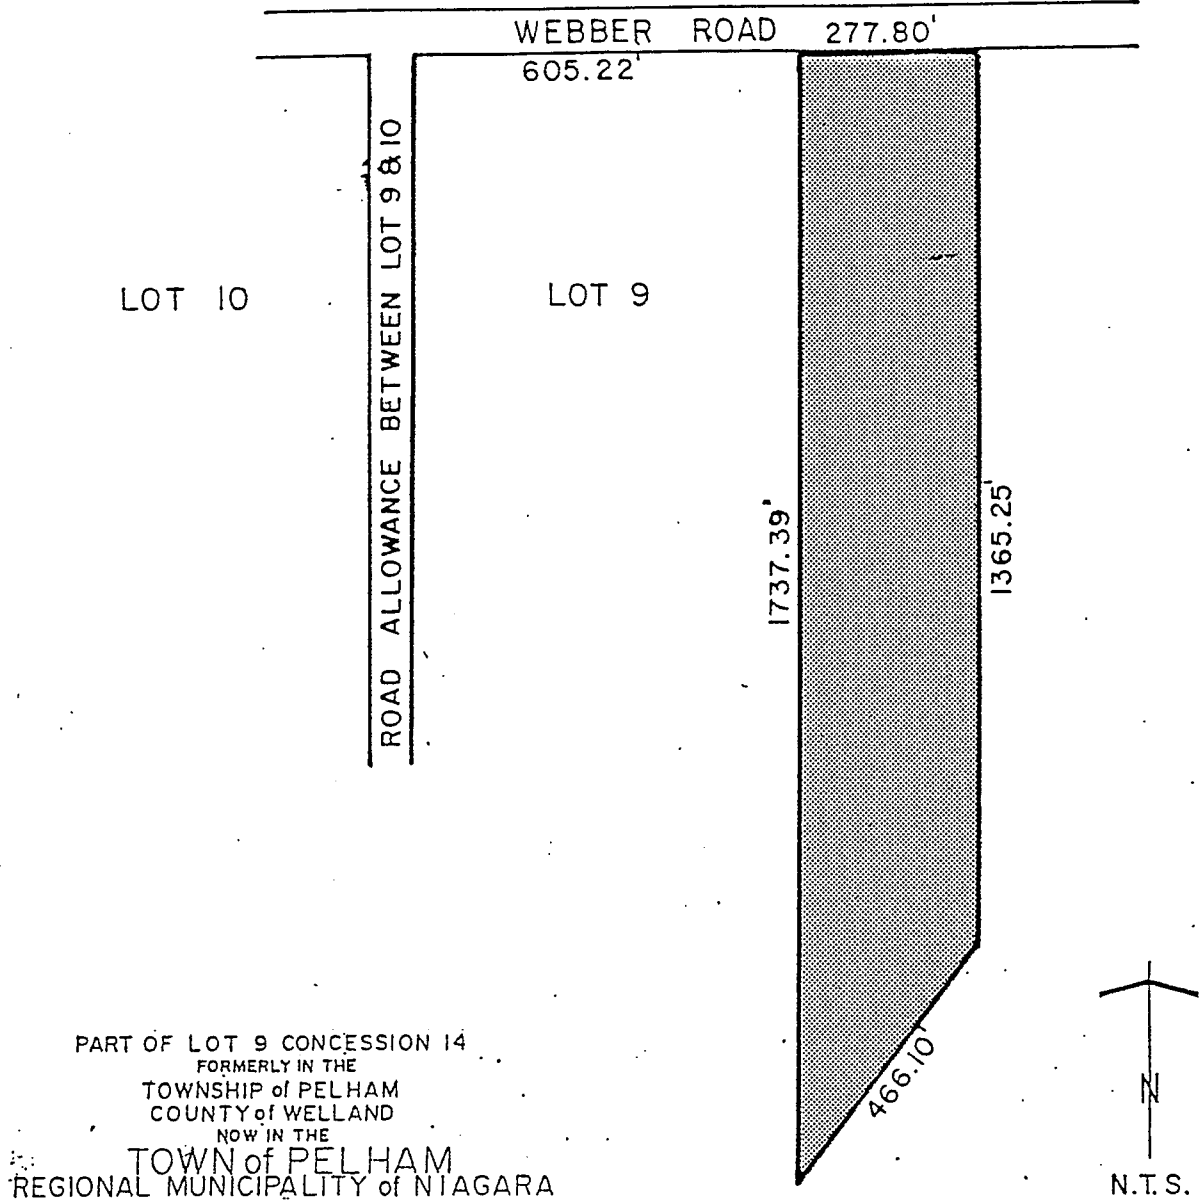 WEBBER ROAD 277.80'
605.22'
ROAD ALLOWANCE BETWEEN LOT 9 & 10
LOT 10
LOT 9
1737.39'
1365.25'
466.10'
PART OF LOT 9 CONCESSION 14
FORMERLY IN THE
TOWNSHIP of PELHAM
COUNTY of WELLAND
NOW IN THE
TOWN of PELHAM
REGIONAL MUNICIPALITY of NIAGARA
N
N.T.S.